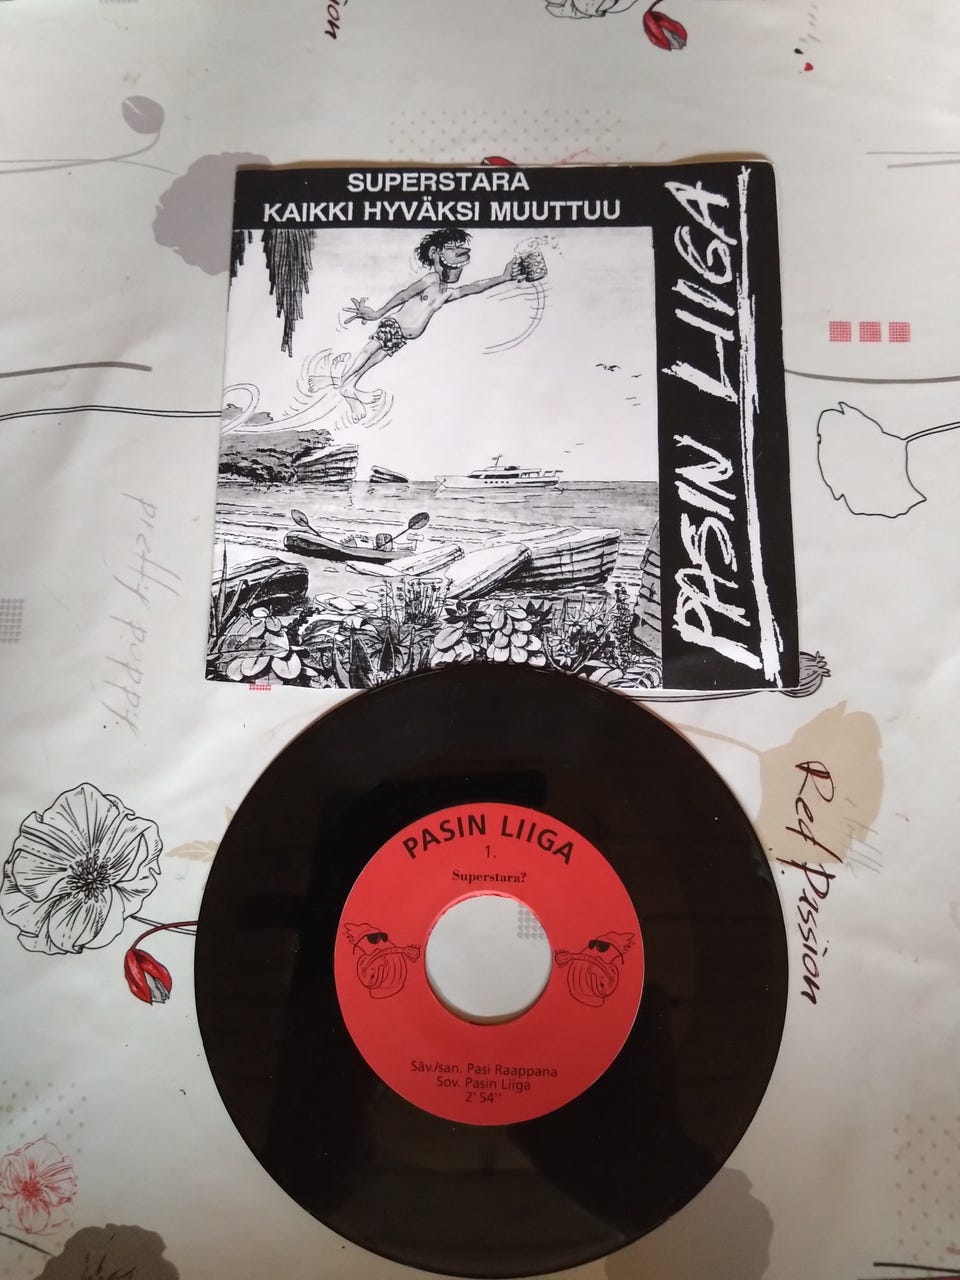 ssion
SUPERSTARA
KAIKKI HYVÄKSI MUUTTUU
PASIN LIIGA
pretty poppy
Red Passion
PASIN LIIGA
1.
Superstara?
Säv./san. Pasi Raappana
Sov. Pasin Liiga
2' 54''